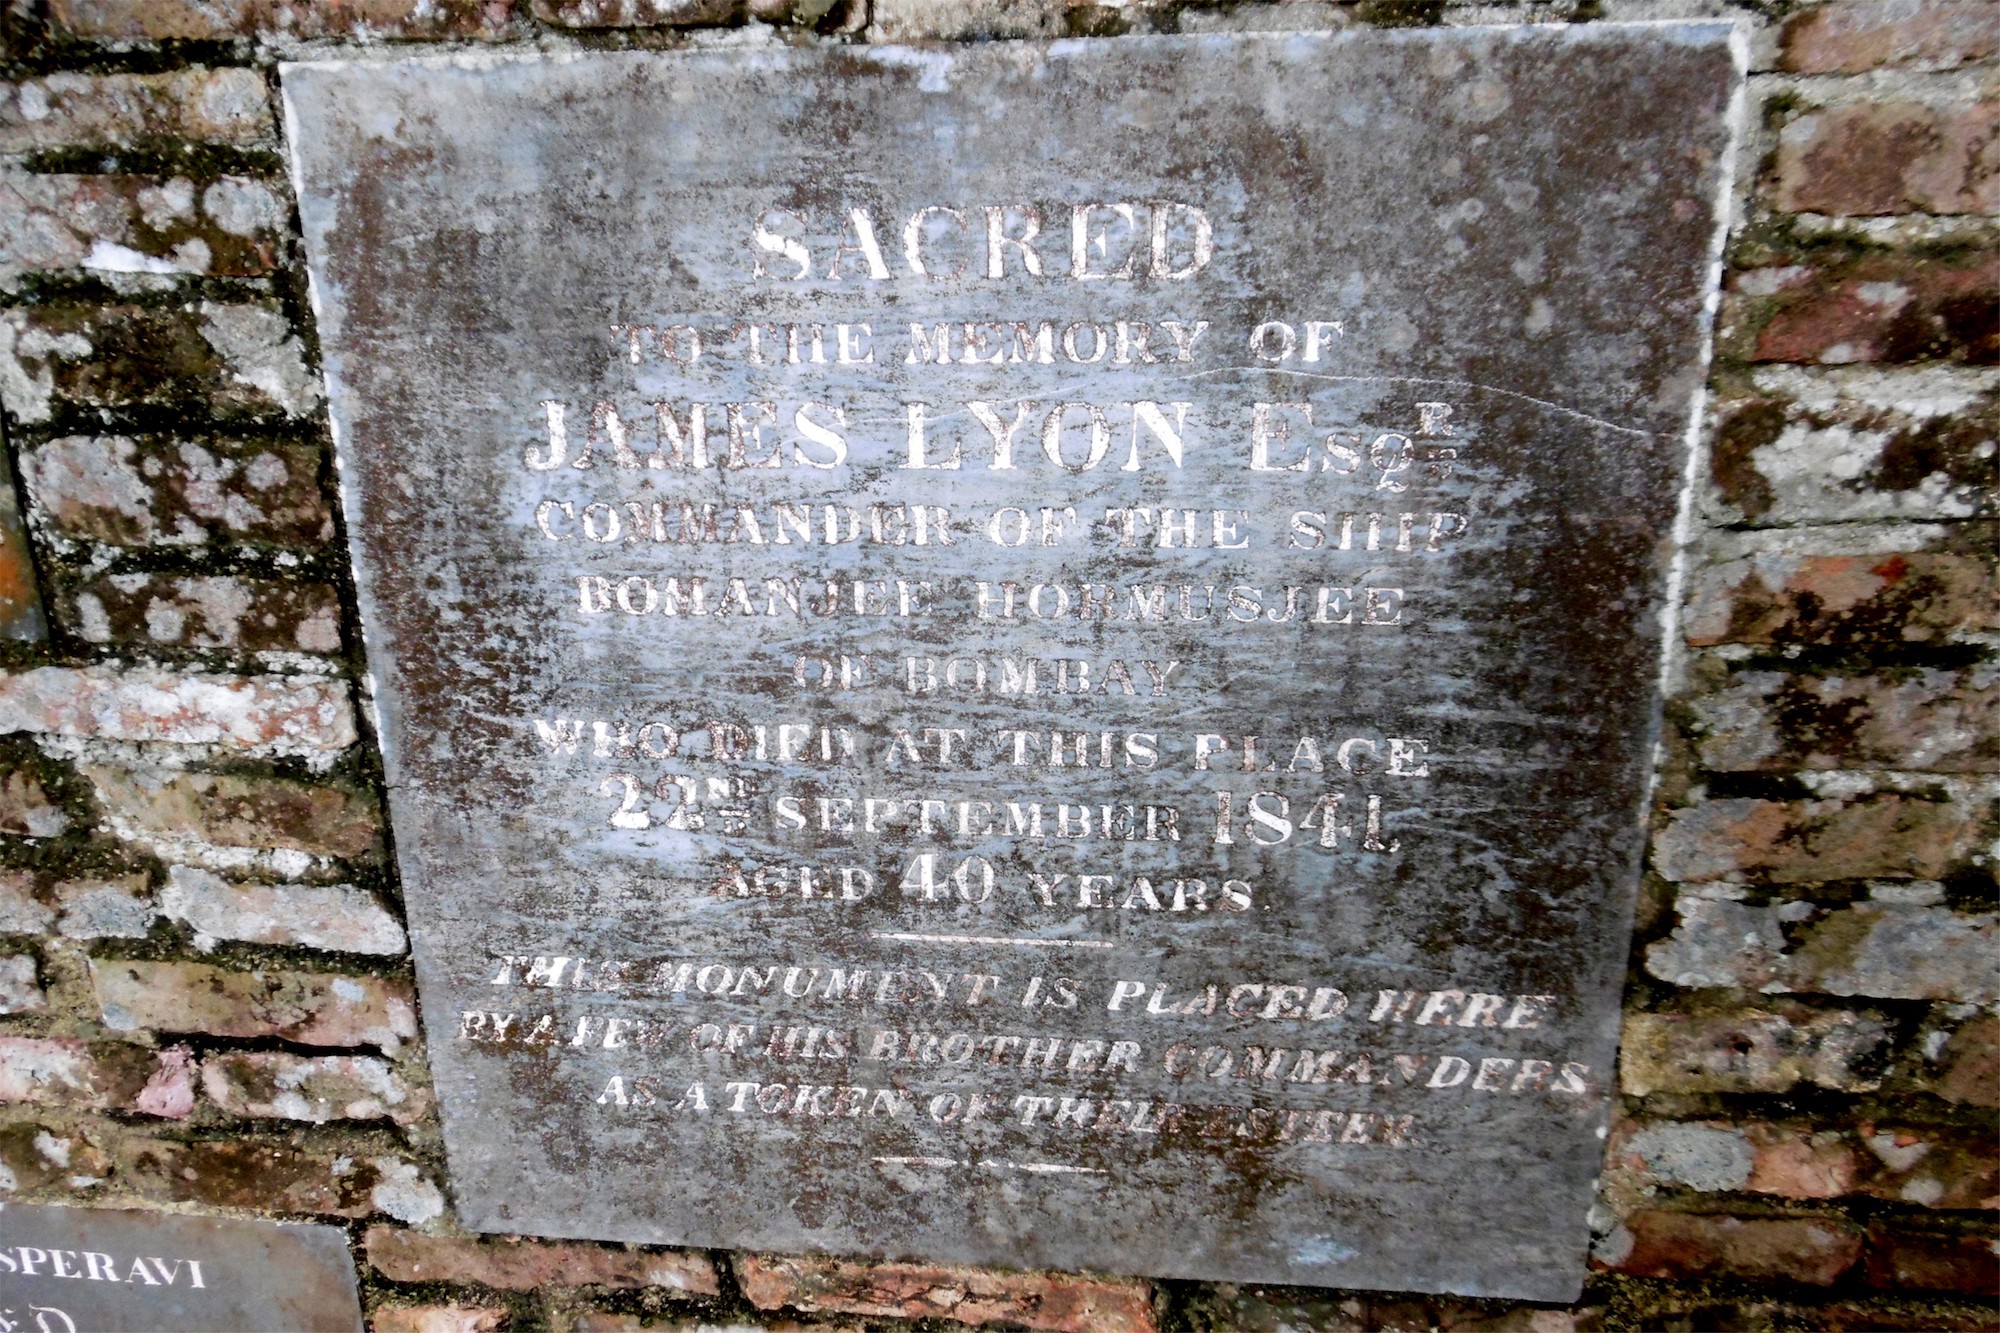 SACRED
TO THE MEMORY OF
JAMES LYON ESQR
COMMANDER OF THE SHIP
BOMANJEE HORMUSJEE
OF BOMBAY
WHO DIED AT THIS PLACE
22ND SEPTEMBER 1841,
AGED 40 YEARS.
THIS MONUMENT IS PLACED HERE
BY A FEW OF HIS BROTHER COMMANDERS,
AS A TOKEN OF THEIR ESTEEM.
SPERAVI
& D